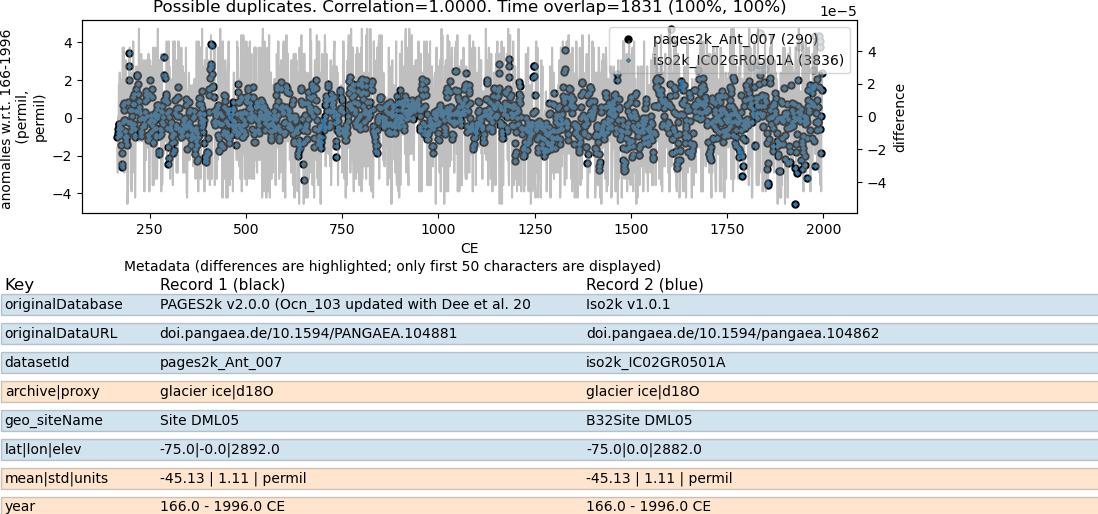 Possible duplicates. Correlation=1.0000. Time overlap=1831 (100%, 100%)
1e−5
anomalies w.r.t. 166-1996
(permil,
permil)
4
2
0
−2
−4
pages2k_Ant_007 (290)
iso2k_IC02GR0501A (3836)
4
2
0
−2
−4
difference
250 500 750 1000 1250 1500 1750 2000
CE
Metadata (differences are highlighted; only first 50 characters are displayed)
Key Record 1 (black) Record 2 (blue)
originalDatabase PAGES2k v2.0.0 (Ocn_103 updated with Dee et al. 20 Iso2k v1.0.1
originalDataURL doi.pangaea.de/10.1594/PANGAEA.104881 doi.pangaea.de/10.1594/pangaea.104862
datasetId pages2k_Ant_007 iso2k_IC02GR0501A
archive|proxy glacier ice|d18O glacier ice|d18O
geo_siteName Site DML05 B32Site DML05
lat|lon|elev -75.0|-0.0|2892.0 -75.0|0.0|2882.0
mean|std|units -45.13 | 1.11 | permil -45.13 | 1.11 | permil
year 166.0 - 1996.0 CE 166.0 - 1996.0 CE